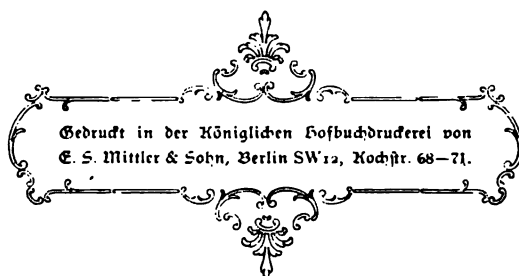 Gedruckt in der Königlichen Hofbuchdruckerei von
E. S. Mittler & Sohn, Berlin SW12, Kochstr. 68—71.